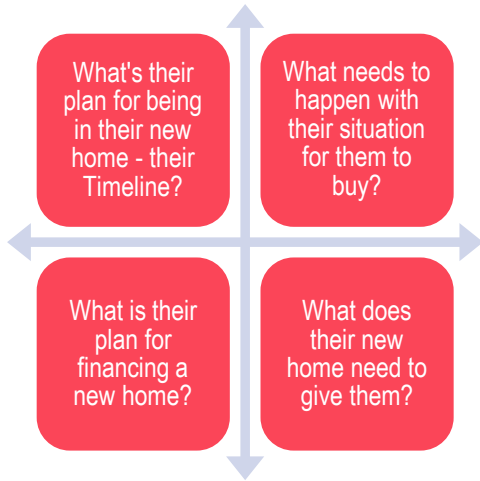 What's their
plan for being
in their new
home - their
Timeline?
What needs to
happen with
their situation
for them to
buy?
What is their
plan for
financing a
new home?
What does
their new
home need to
give them?